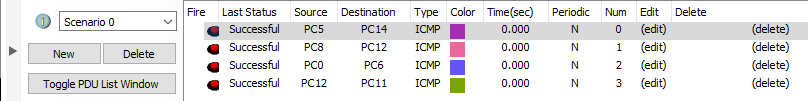 Scenario 0
New Delete
Toggle PDU List Window
Fire Last Status Source Destination Type Color Time(sec) Periodic Num Edit Delete
Successful PC5 PC14 ICMP 0.000 N 0 (edit) (delete)
Successful PC8 PC12 ICMP 0.000 N 1 (edit) (delete)
Successful PC0 PC6 ICMP 0.000 N 2 (edit) (delete)
Successful PC12 PC11 ICMP 0.000 N 3 (edit) (delete)